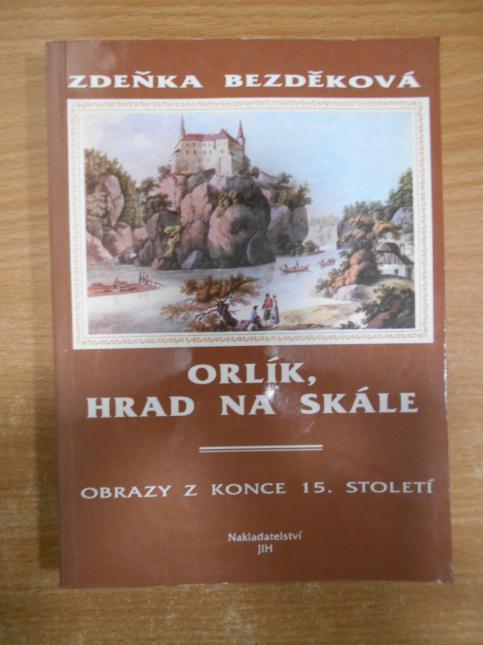 ZDEŇKA BEZDĚKOVÁ
ORLÍK,
HRAD NA SKÁLE
OBRAZY Z KONCE 15. STOLETÍ
Nakladatelství
JIH